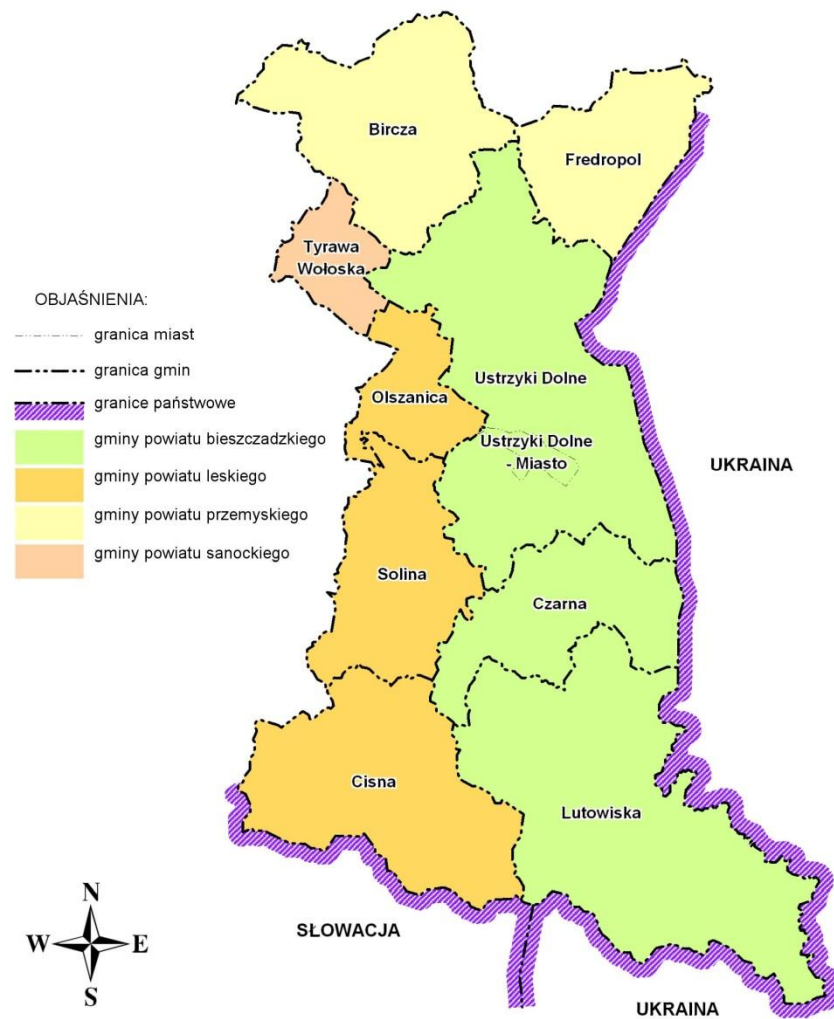 Bircza
Fredropol
Tyrawa
Wołoska
OBJAŚNIENIA:
granica miast
granica gmin
granice państwowe
gminy powiatu bieszczadzkiego
gminy powiatu leskiego
gminy powiatu przemyskiego
gminy powiatu sanockiego
Ustrzyki Dolne
Olszanica
Ustrzyki Dolne
- Miasto
UKRAINA
Solina
Czarna
Cisna
Lutowiska
N
W E
S
SŁOWACJA
UKRAINA